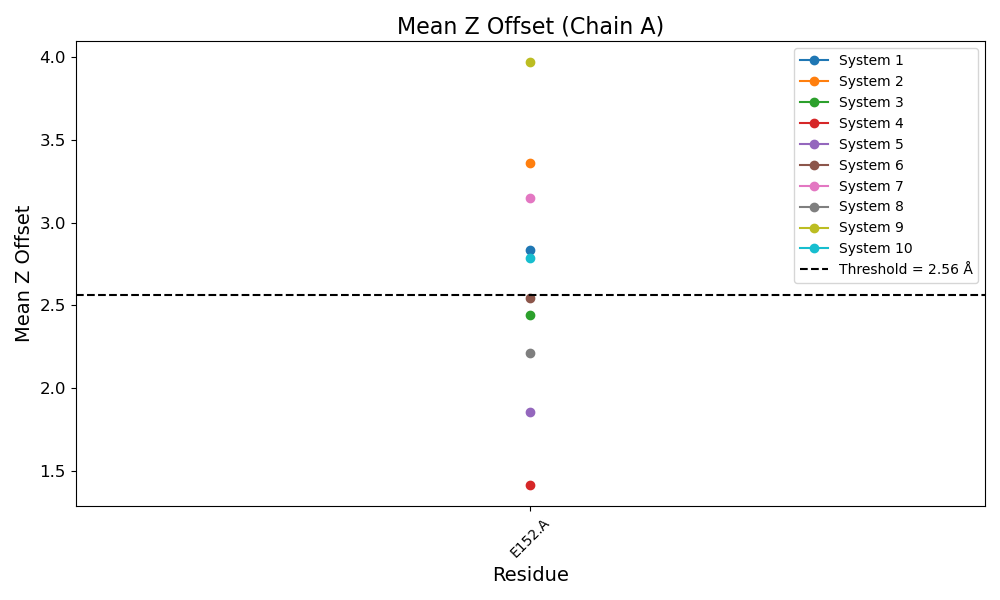 Mean Z Offset (Chain A)
Mean Z Offset
4.0
3.5
3.0
2.5
2.0
1.5
System 1
System 2
System 3
System 4
System 5
System 6
System 7
System 8
System 9
System 10
Threshold = 2.56 Å
E152.A
Residue